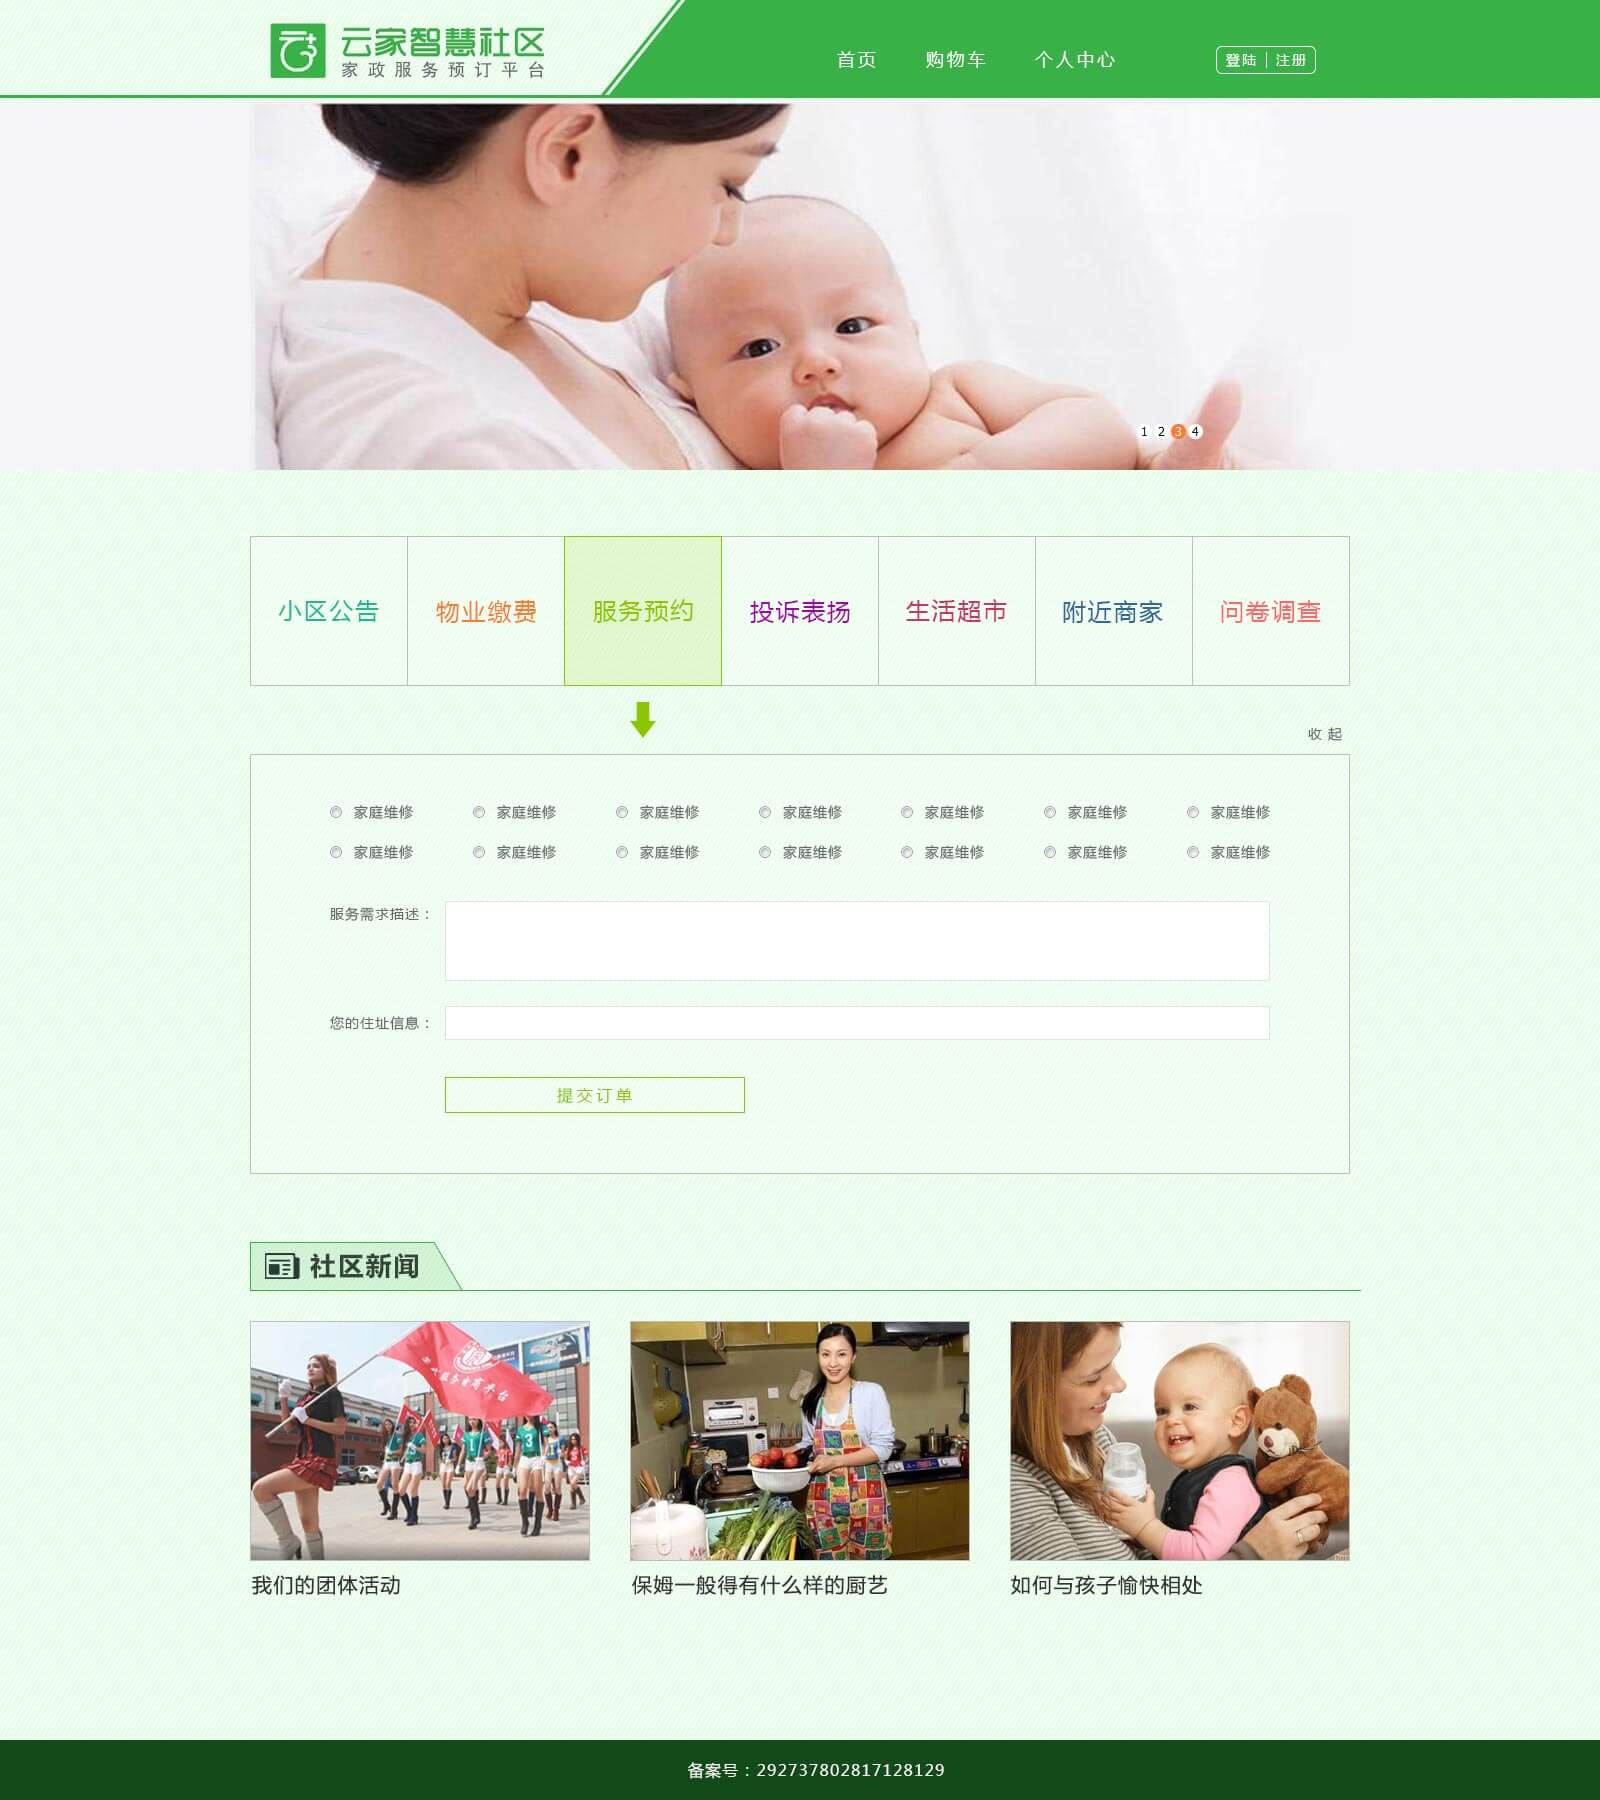 云家智慧社区
家政服务预订平台
首页 购物车 个人中心 登陆 注册
1 2 3 4
小区公告 物业缴费 服务预约 投诉表扬 生活超市 附近商家 问卷调查
收起
家庭维修 家庭维修 家庭维修 家庭维修 家庭维修 家庭维修 家庭维修
家庭维修 家庭维修 家庭维修 家庭维修 家庭维修 家庭维修 家庭维修
服务需求描述：
您的住址信息：
提交订单
社区新闻
我们的团体活动 保姆一般得有什么样的厨艺 如何与孩子愉快相处
备案号：292737802817128129